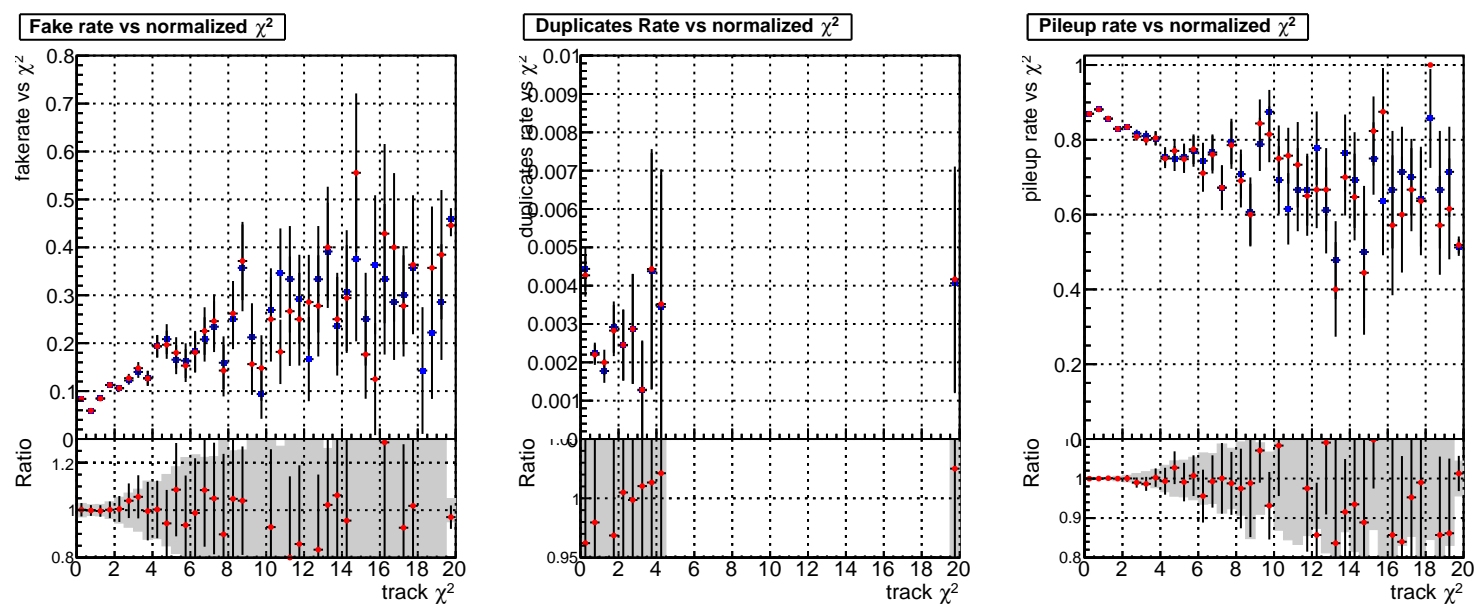 Fake rate vs normalized χ²
fakerate vs χ²
0.8
0.7
0.6
0.5
0.4
0.3
0.2
0.1
0
Ratio
1.2
1
0.8
0 2 4 6 8 10 12 14 16 18 20
track χ²
Duplicates Rate vs normalized χ²
duplicates rate vs χ²
0.01
0.009
0.008
0.007
0.006
0.005
0.004
0.003
0.002
0.001
0
Ratio
1
0.95
0 2 4 6 8 10 12 14 16 18 20
track χ²
Pileup rate vs normalized χ²
pileup rate vs χ²
1
0.8
0.6
0.4
0.2
0
Ratio
1
0.9
0.8
0 2 4 6 8 10 12 14 16 18 20
track χ²